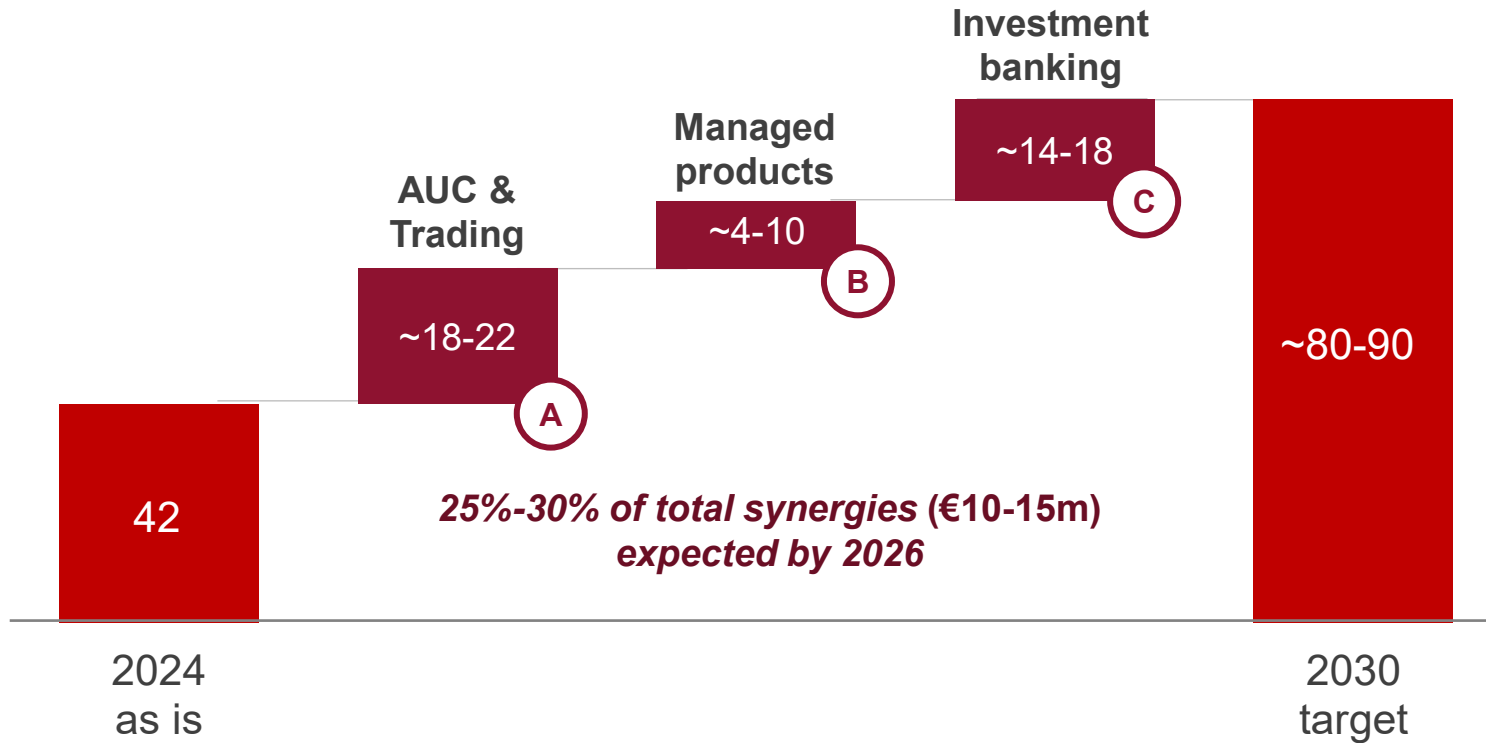 Investment
banking
~14-18
C
Managed
products
~4-10
B
AUC &
Trading
~18-22
A
42
~80-90
25%-30% of total synergies (€10-15m)
expected by 2026
2024
as is
2030
target